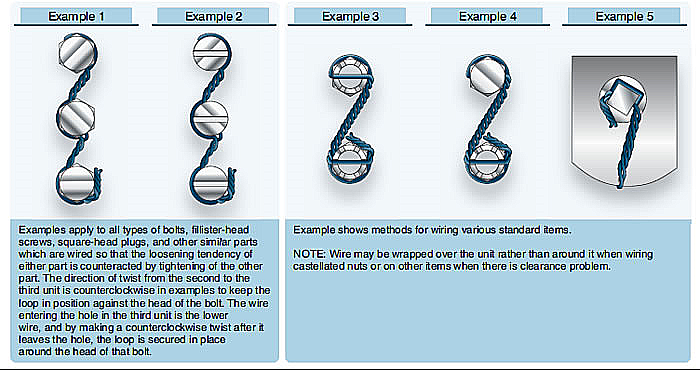 Example 1
Example 2
Example 3
Example 4
Example 5
Examples apply to all types of bolts, fillister-head
screws, square-head plugs, and other similar parts
which are wired so that the loosening tendency of
either part is counteracted by tightening of the other
part. The direction of twist from the second to the
third unit is counterclockwise in examples to keep the
loop in position against the head of the bolt. The wire
entering the hole in the third unit is the lower
wire, and by making a counterclockwise twist after it
leaves the hole, the loop is secured in place
around the head of that bolt.
Example shows methods for wiring various standard items.
NOTE: Wire may be wrapped over the unit rather than around it when wiring
castellated nuts or on other items when there is clearance problem.